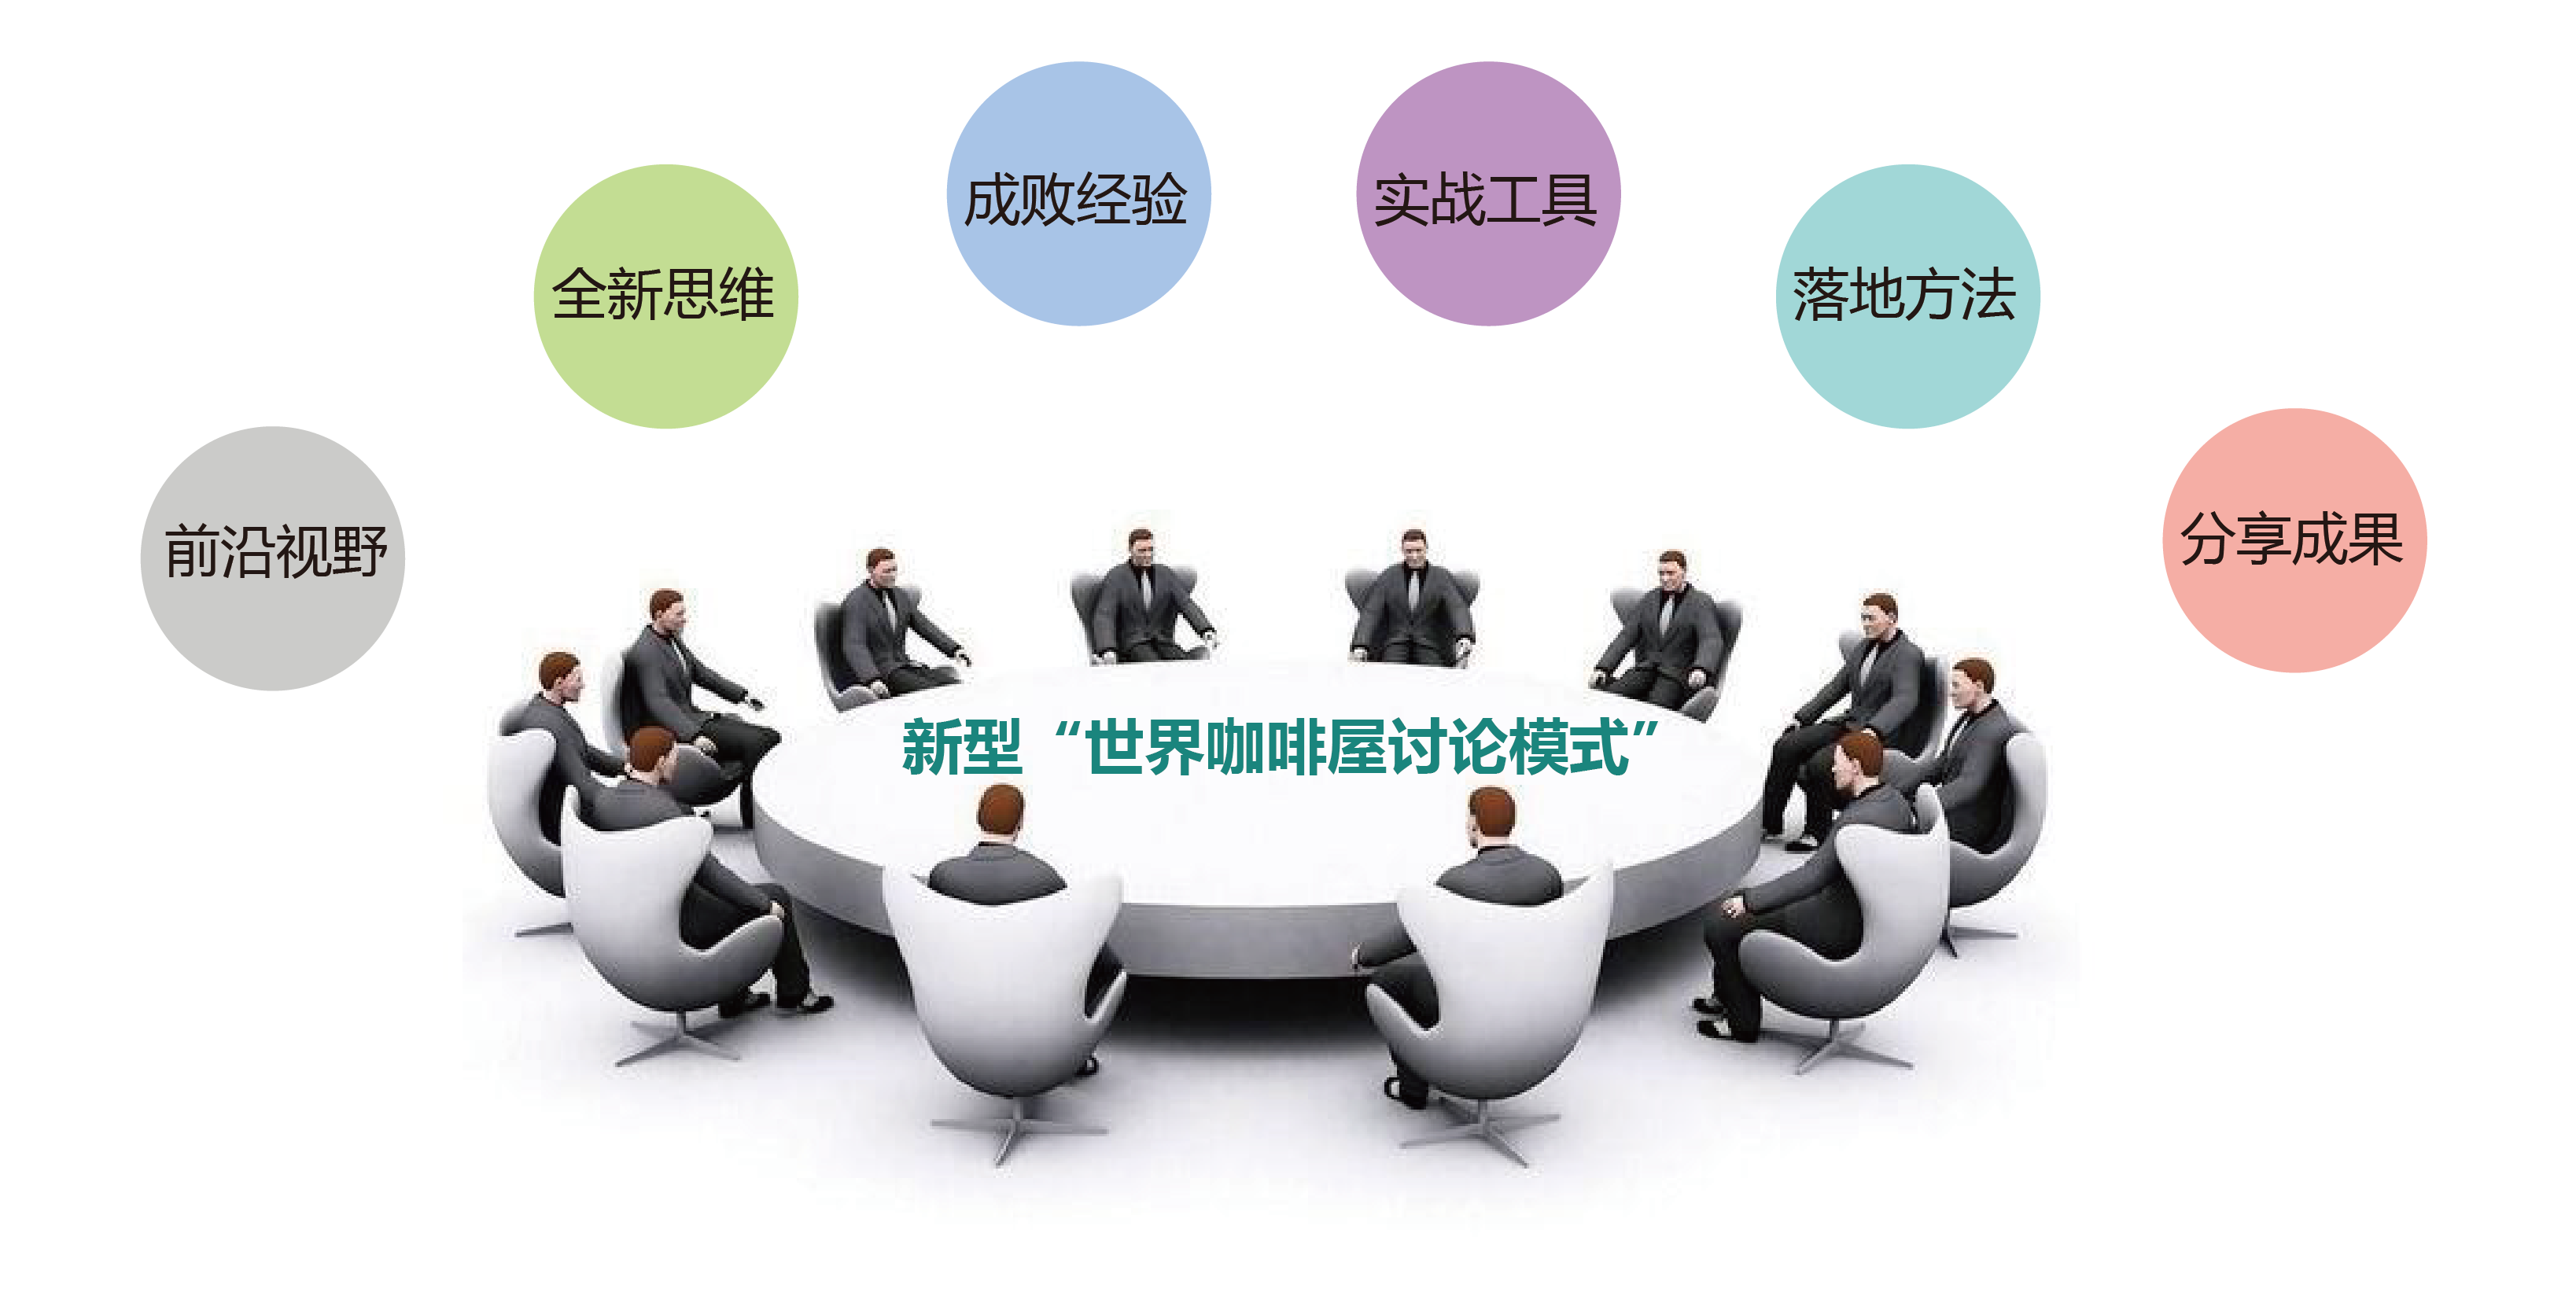 前沿视野
全新思维
成败经验
实战工具
落地方法
分享成果
新型“世界咖啡屋讨论模式”